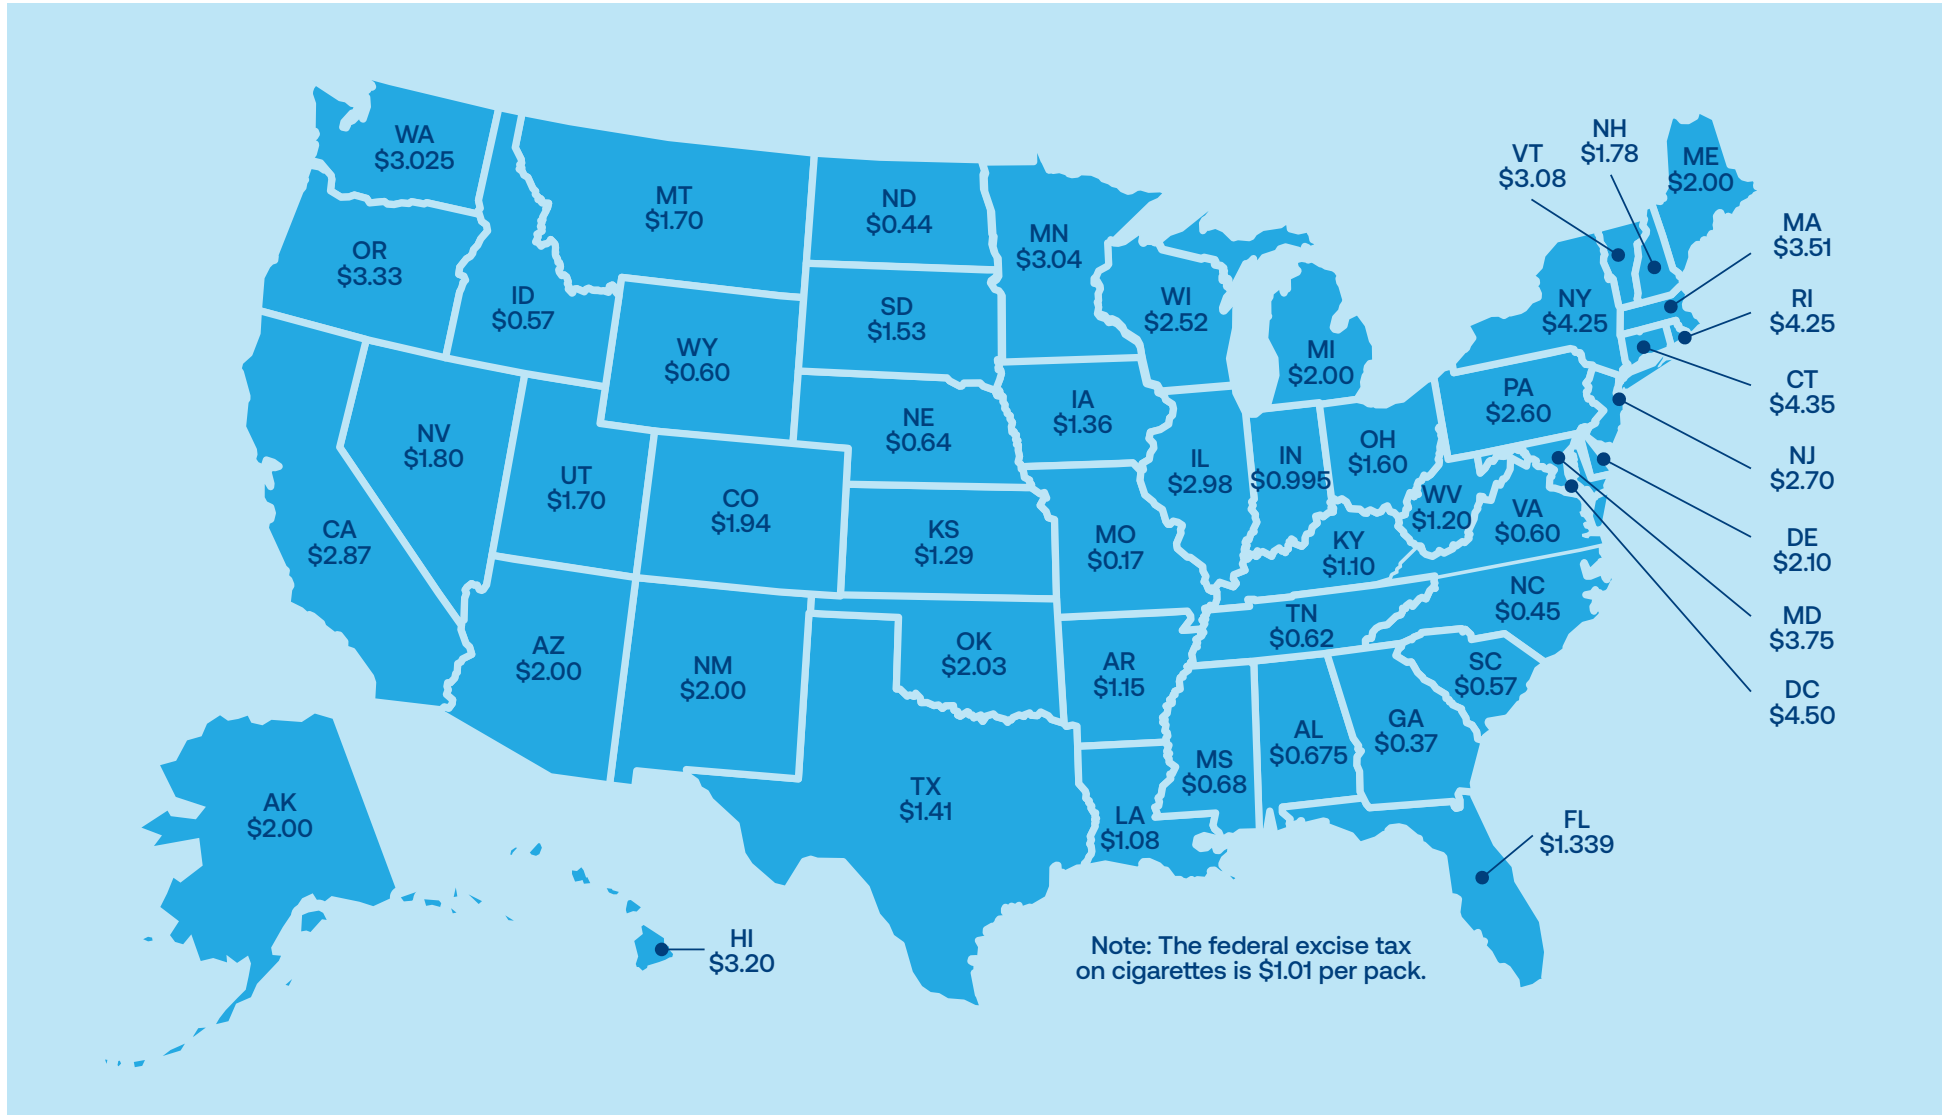 WA
$3.025
OR
$3.33
CA
$2.87
NV
$1.80
ID
$0.57
MT
$1.70
WY
$0.60
UT
$1.70
CO
$1.94
AZ
$2.00
NM
$2.00
ND
$0.44
SD
$1.53
NE
$0.64
KS
$1.29
OK
$2.03
TX
$1.41
MN
$3.04
IA
$1.36
MO
$0.17
AR
$1.15
LA
$1.08
WI
$2.52
IL
$2.98
MI
$2.00
IN
$0.995
OH
$1.60
KY
$1.10
TN
$0.62
MS
$0.68
AL
$0.675
GA
$0.37
SC
$0.57
NC
$0.45
VA
$0.60
WV
$1.20
PA
$2.60
NY
$4.25
VT
$3.08
NH
$1.78
ME
$2.00
MA
$3.51
RI
$4.25
CT
$4.35
NJ
$2.70
DE
$2.10
MD
$3.75
DC
$4.50
FL
$1.339
AK
$2.00
HI
$3.20
Note: The federal excise tax
on cigarettes is $1.01 per pack.